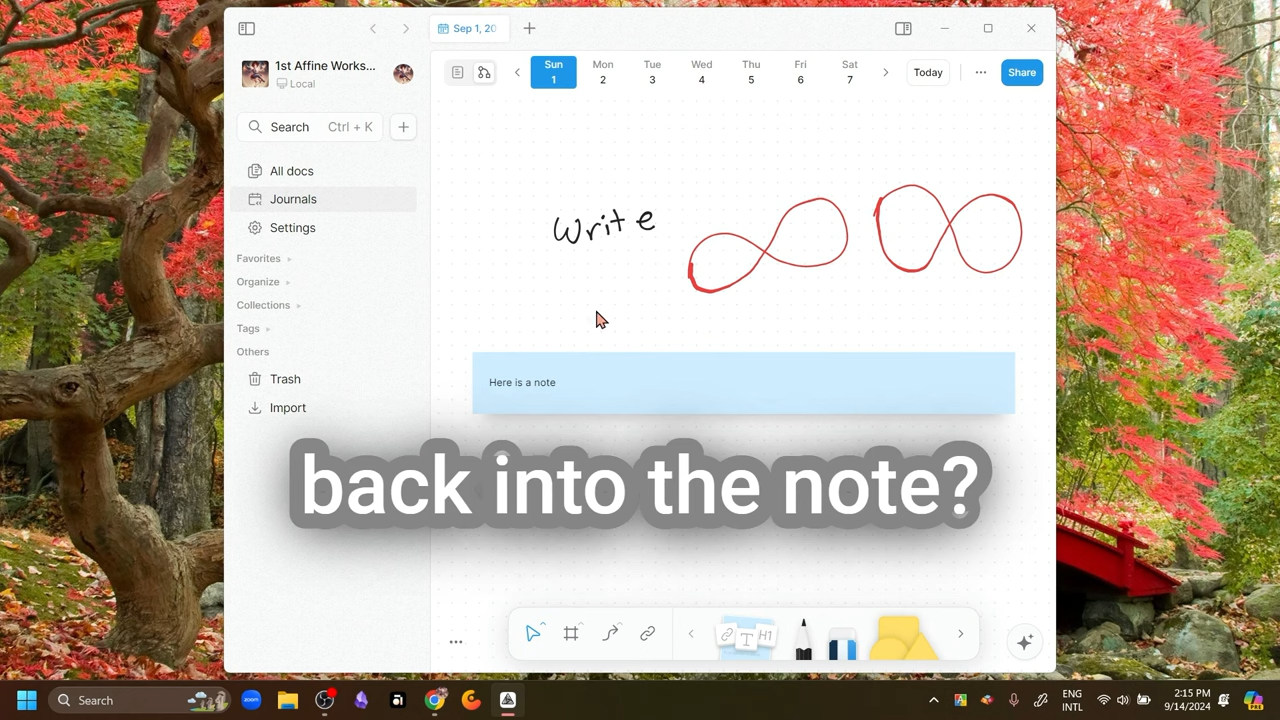 Sep 1, 20
1st Affine Works...
Local
Search Ctrl + K
All docs
Journals
Settings
Favorites
Organize
Collections
Tags
Others
Trash
Import
Sun Mon Tue Wed Thu Fri Sat
1 2 3 4 5 6 7
Today
Share
Write
Here is a note
back into the note?
T H1
Search
zoom
ENG
INTL
2:15 PM
9/14/2024